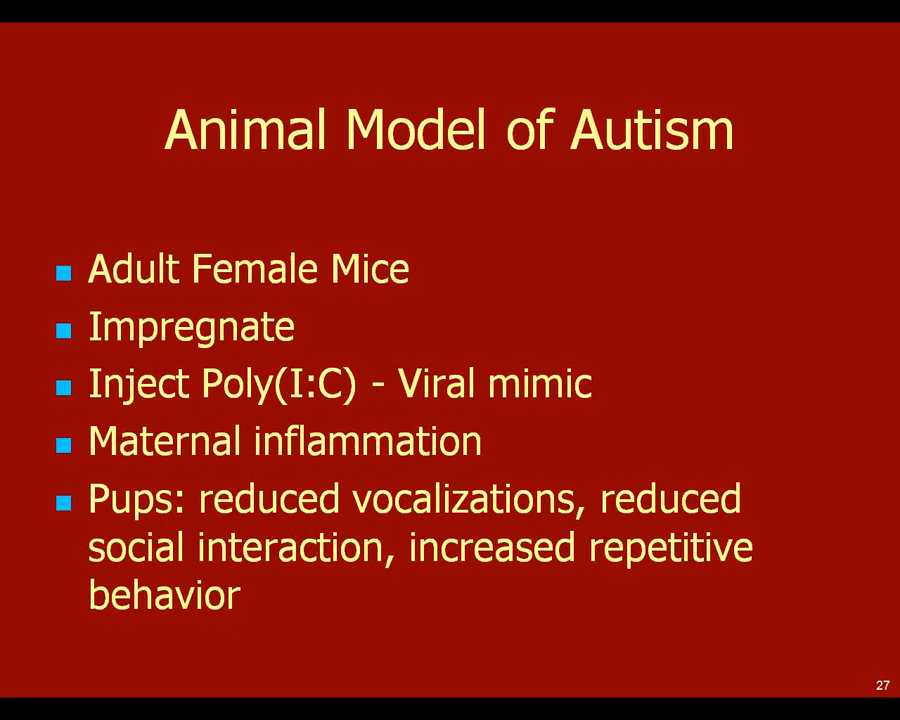 Animal Model of Autism
Adult Female Mice
Impregnate
Inject Poly(I:C) - Viral mimic
Maternal inflammation
Pups: reduced vocalizations, reduced
social interaction, increased repetitive
behavior
27